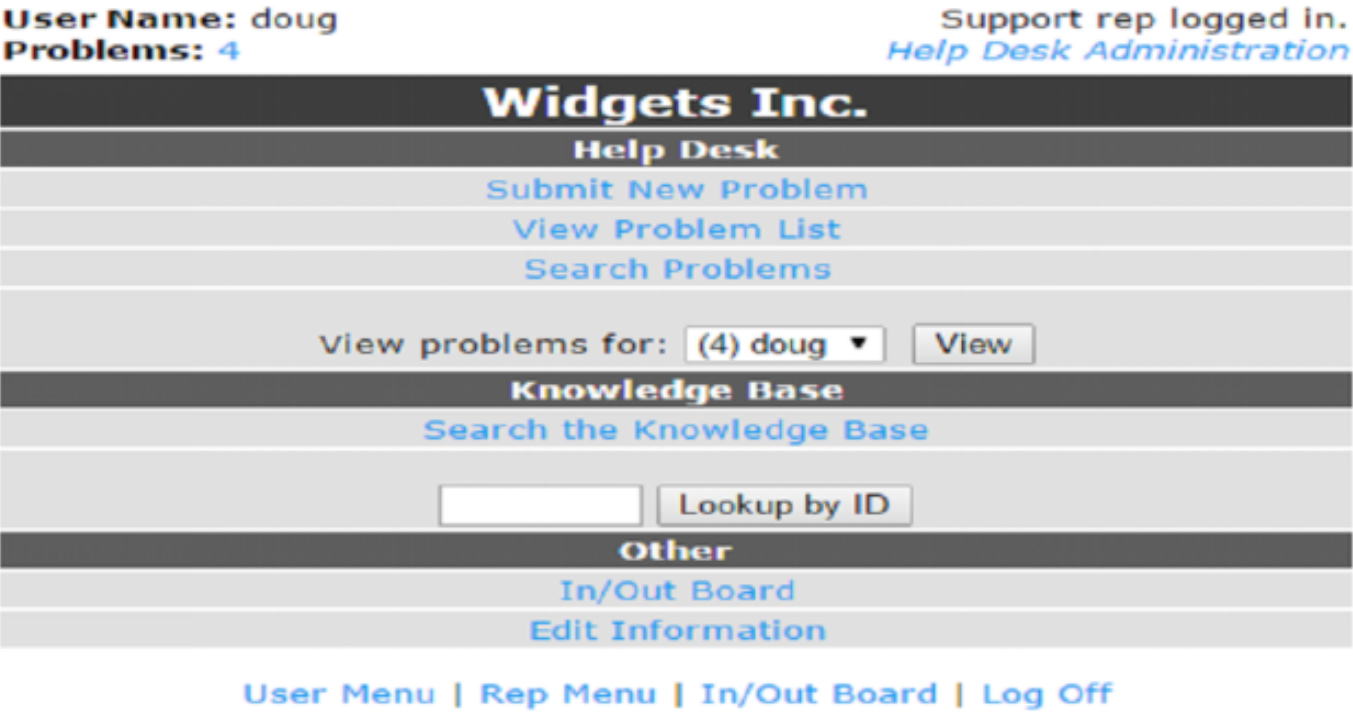 User Name: doug Support rep logged in.
Problems: 4 Help Desk Administration
Widgets Inc.
Help Desk
Submit New Problem
View Problem List
Search Problems
View problems for: (4) doug View
Knowledge Base
Search the Knowledge Base
Lookup by ID
Other
In/Out Board
Edit Information
User Menu | Rep Menu | In/Out Board | Log Off